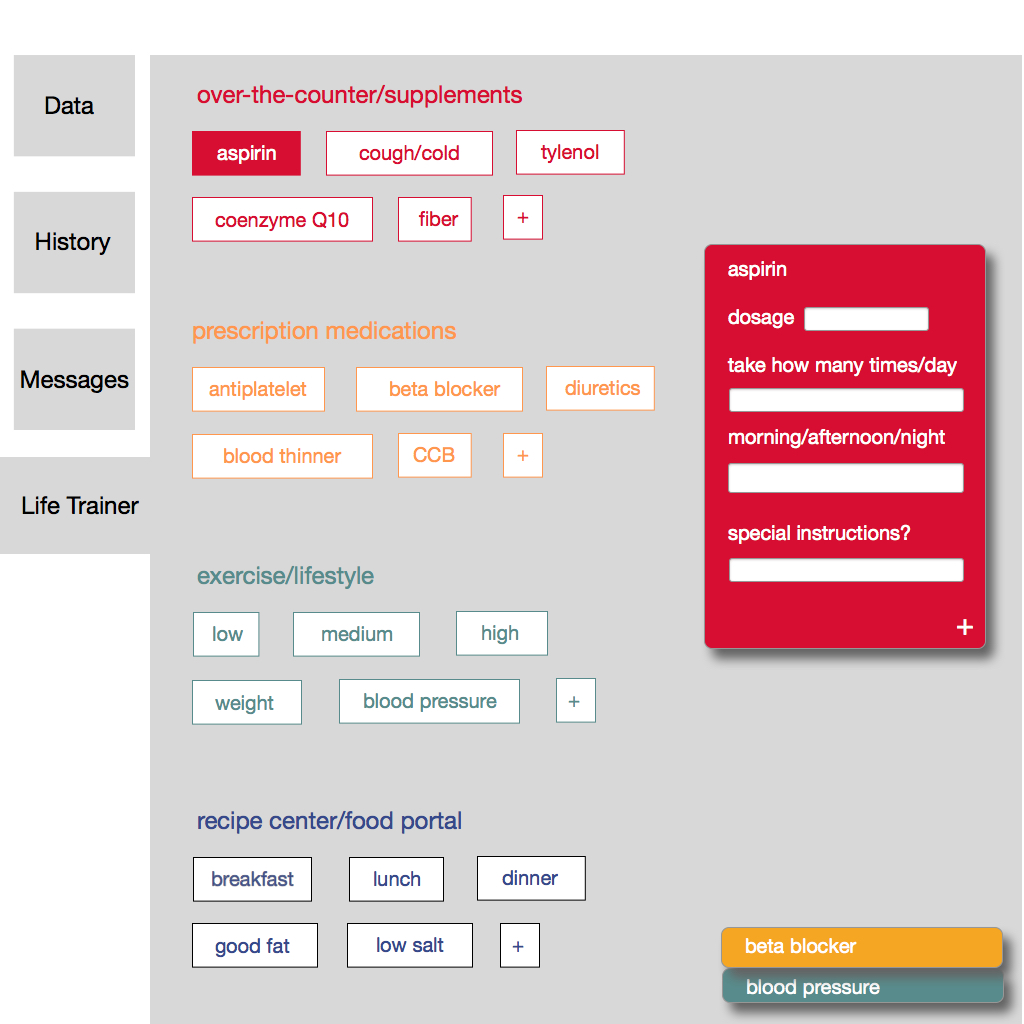 Data
History
Messages
Life Trainer
over-the-counter/supplements
aspirin cough/cold tylenol
coenzyme Q10 fiber +
prescription medications
antiplatelet beta blocker diuretics
blood thinner CCB +
exercise/lifestyle
low medium high
weight blood pressure +
recipe center/food portal
breakfast lunch dinner
good fat low salt +
aspirin
dosage
take how many times/day
morning/afternoon/night
special instructions?
+
beta blocker
blood pressure